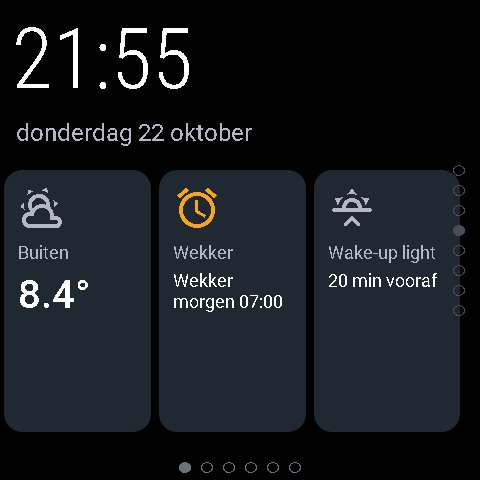 21:55
donderdag 22 oktober
Buiten
8.4°
Wekker
Wekker
morgen 07:00
Wake-up light
20 min vooraf